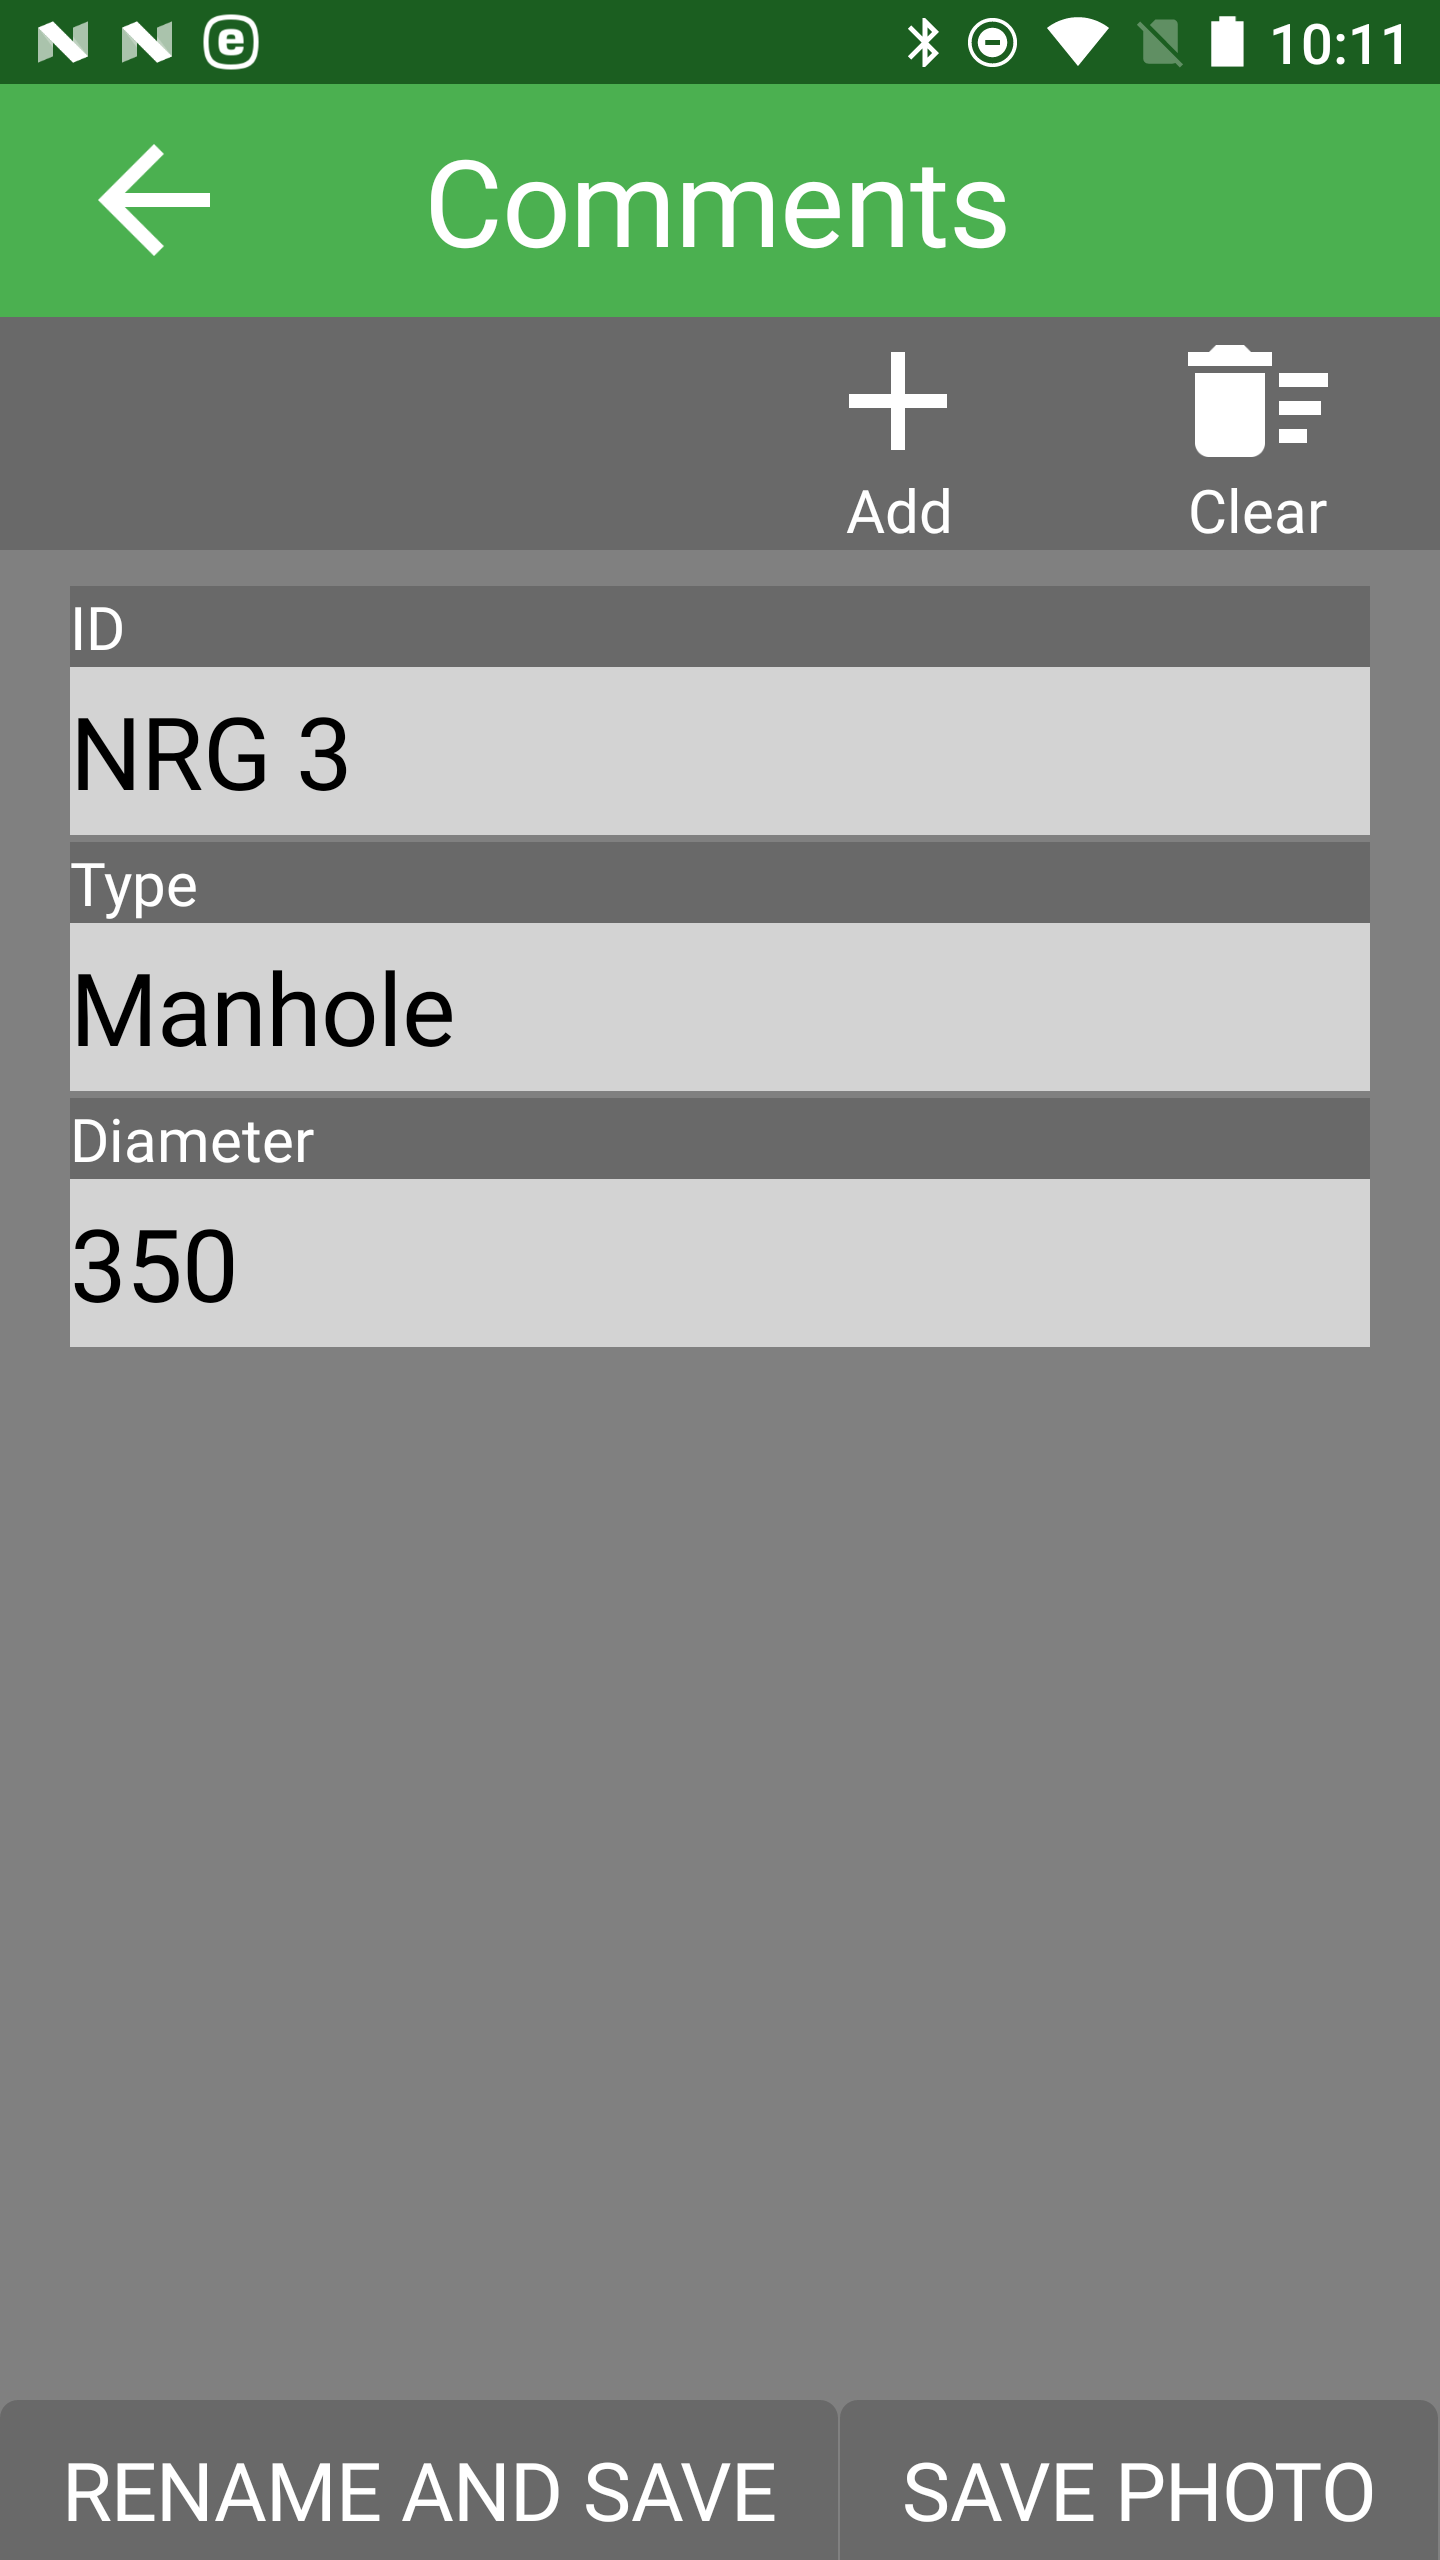 10:11
Comments
Add
Clear
ID
NRG 3
Type
Manhole
Diameter
350
RENAME AND SAVE
SAVE PHOTO